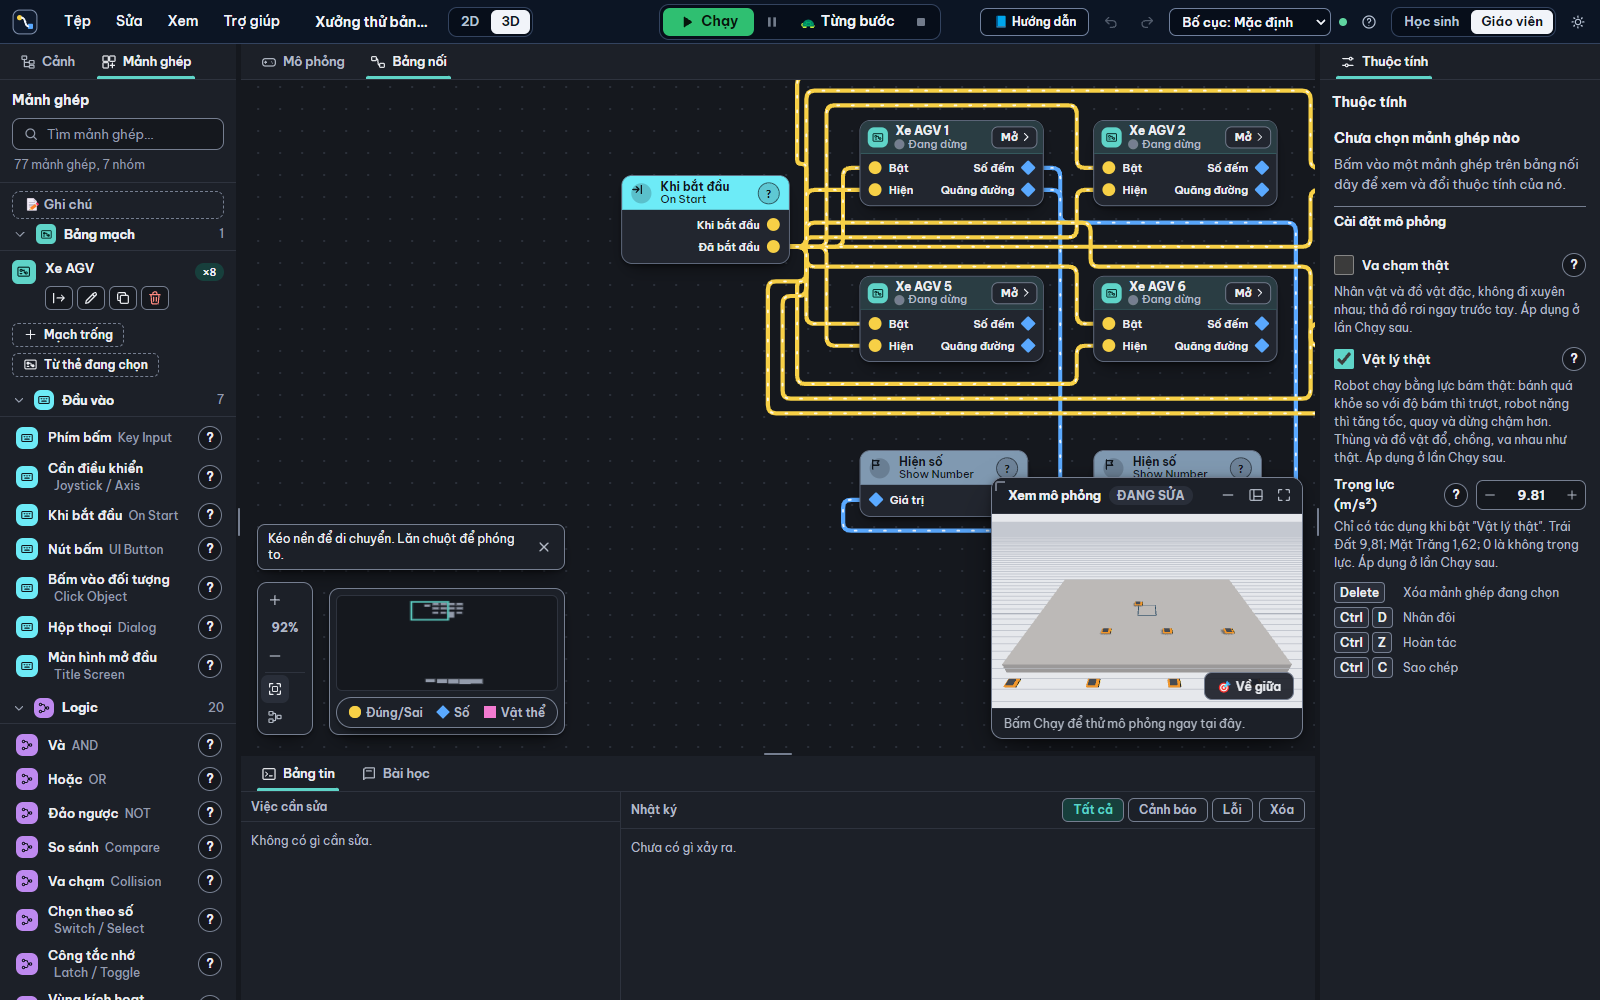 Tệp
Sửa
Xem
Trợ giúp
Xưởng thử bản...
2D
3D
Chạy
Từng bước
Hướng dẫn
Bố cục: Mặc định
Học sinh
Giáo viên
Cảnh
Mảnh ghép
Mảnh ghép
Tìm mảnh ghép...
77 mảnh ghép, 7 nhóm
Ghi chú
Bảng mạch
1
Xe AGV
×8
+ Mạch trống
Từ thẻ đang chọn
Đầu vào
7
Phím bấm Key Input
?
Cần điều khiển
Joystick / Axis
?
Khi bắt đầu On Start
?
Nút bấm UI Button
?
Bấm vào đối tượng
Click Object
?
Hộp thoại Dialog
?
Màn hình mở đầu
Title Screen
?
Logic
20
Và AND
?
Hoặc OR
?
Đảo ngược NOT
?
So sánh Compare
?
Va chạm Collision
?
Chọn theo số
Switch / Select
?
Công tắc nhớ
Latch / Toggle
?
Vùng kích hoạt
Mô phỏng
Bảng nối
Khi bắt đầu
On Start
?
Khi bắt đầu
Đã bắt đầu
Xe AGV 1
Đang dừng
Mở >
Bật
Số đếm
Hiện
Quãng đường
Xe AGV 2
Đang dừng
Mở >
Bật
Số đếm
Hiện
Quãng đường
Xe AGV 5
Đang dừng
Mở >
Bật
Số đếm
Hiện
Quãng đường
Xe AGV 6
Đang dừng
Mở >
Bật
Số đếm
Hiện
Quãng đường
Hiện số
Show Number
?
Giá trị
Hiện số
Show Number
?
Xem mô phỏng
ĐANG SỬA
Về giữa
Bấm Chạy để thử mô phỏng ngay tại đây.
Kéo nền để di chuyển. Lăn chuột để phóng
to.
+
92%
−
Đúng/Sai
Số
Vật thể
Bảng tin
Bài học
Việc cần sửa
Không có gì cần sửa.
Nhật ký
Tất cả
Cảnh báo
Lỗi
Xóa
Chưa có gì xảy ra.
Thuộc tính
Thuộc tính
Chưa chọn mảnh ghép nào
Bấm vào một mảnh ghép trên bảng nối
dây để xem và đổi thuộc tính của nó.
Cài đặt mô phỏng
Va chạm thật
?
Nhân vật và đồ vật đặc, không đi xuyên
nhau; thả đồ rơi ngay trước tay. Áp dụng ở
lần Chạy sau.
Vật lý thật
?
Robot chạy bằng lực bám thật: bánh quá
khỏe so với độ bám thì trượt, robot nặng
thì tăng tốc, quay và dừng chậm hơn.
Thùng và đồ vật đổ, chồng, va nhau như
thật. Áp dụng ở lần Chạy sau.
Trọng lực
(m/s²)
?
− 9.81 +
Chỉ có tác dụng khi bật "Vật lý thật". Trái
Đất 9,81; Mặt Trăng 1,62; 0 là không trọng
lực. Áp dụng ở lần Chạy sau.
Delete
Xóa mảnh ghép đang chọn
Ctrl D
Nhân đôi
Ctrl Z
Hoàn tác
Ctrl C
Sao chép